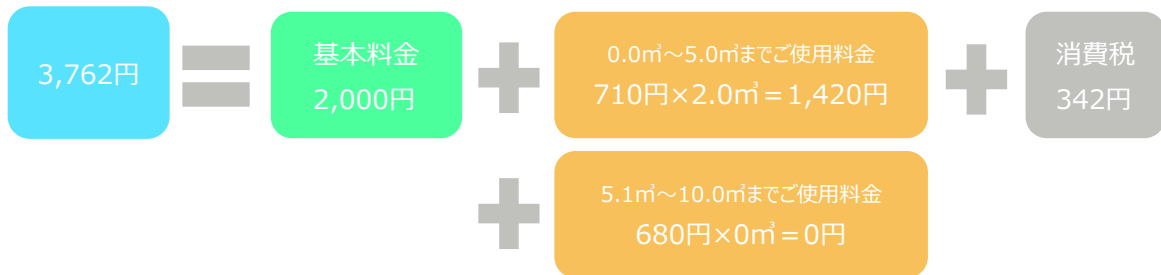 3,762円
基本料金
2,000円
0.0㎥～5.0㎥までご使用料金
710円×2.0㎥＝1,420円
消費税
342円
5.1㎥～10.0㎥までご使用料金
680円×0㎥＝0円